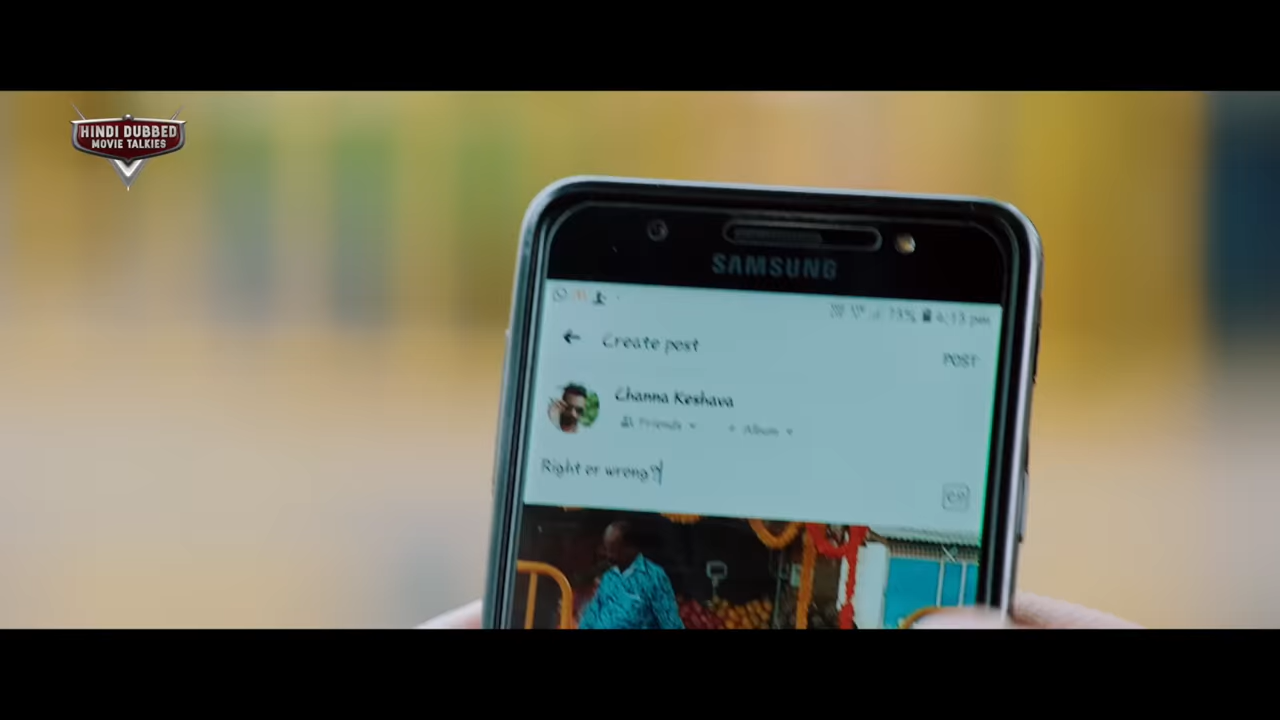 HINDI DUBBED
MOVIE TALKIES
SAMSUNG
Create post
POST
Channa Keshava
Friends
+ Album
Right or wrong?